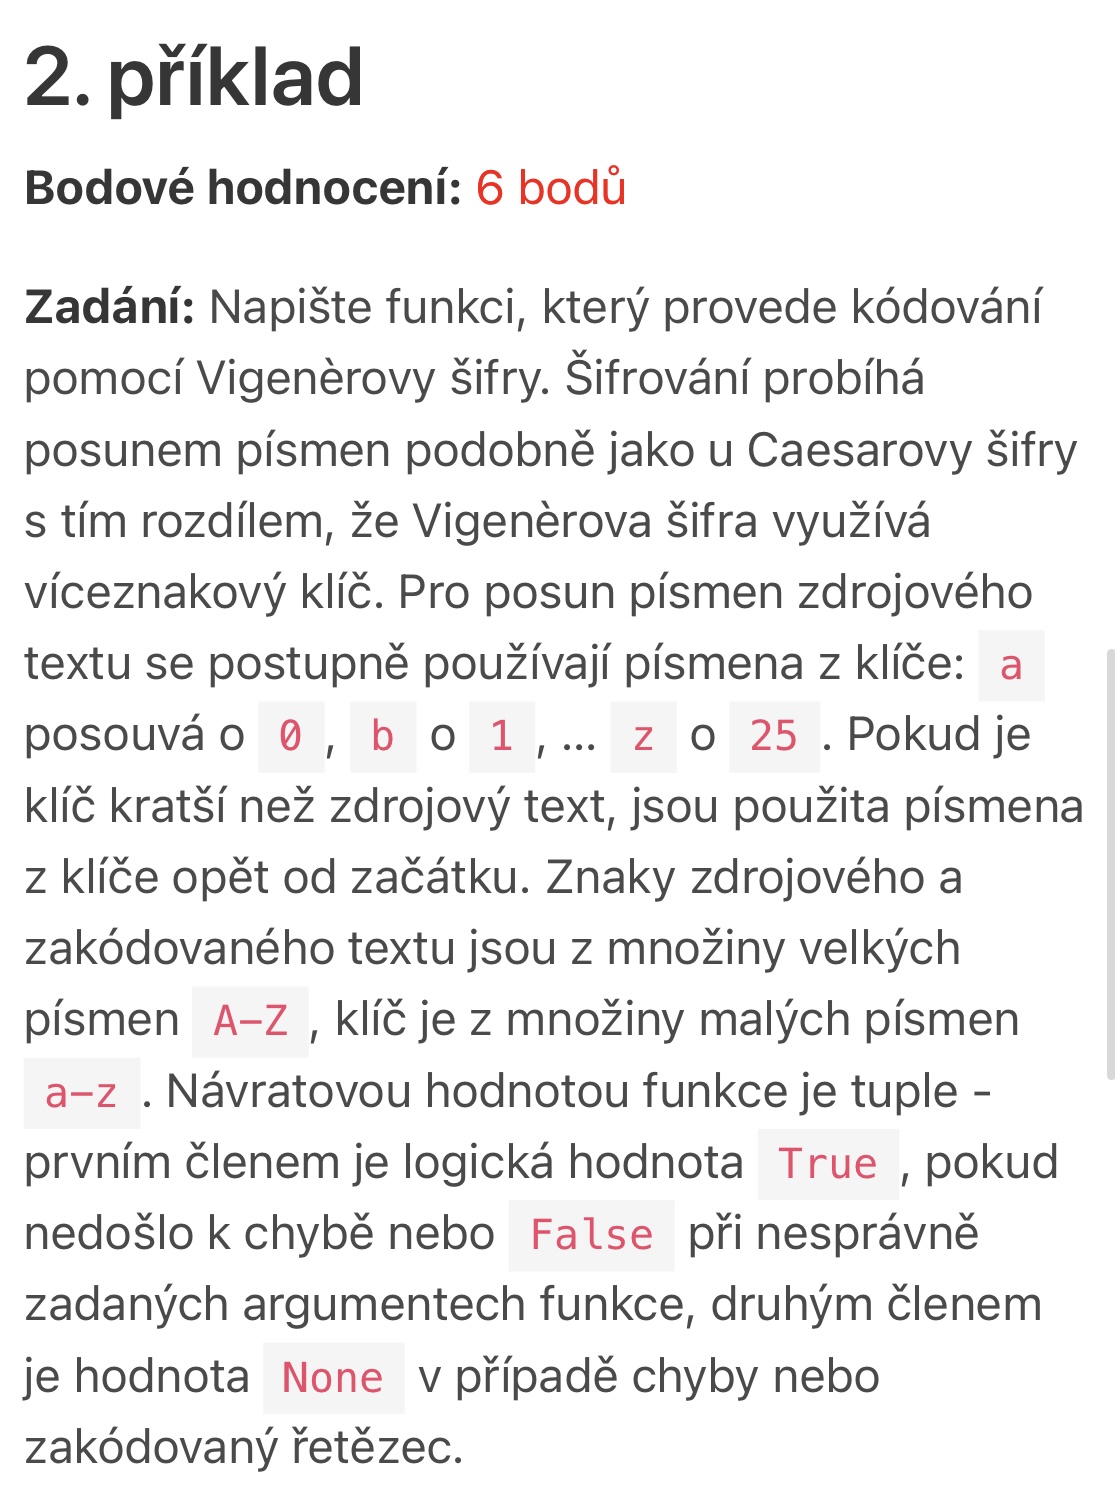 2. příklad
Bodové hodnocení: 6 bodů
Zadání: Napište funkci, který provede kódování
pomocí Vigenèrovy šifry. Šifrování probíhá
posunem písmen podobně jako u Caesarovy šifry
s tím rozdílem, že Vigenèrova šifra využívá
víceznakový klíč. Pro posun písmen zdrojového
textu se postupně používají písmena z klíče: a
posouvá o 0, b o 1, ... z o 25. Pokud je
klíč kratší než zdrojový text, jsou použita písmena
z klíče opět od začátku. Znaky zdrojového a
zakódovaného textu jsou z množiny velkých
písmen A-Z, klíč je z množiny malých písmen
a-z. Návratovou hodnotou funkce je tuple -
prvním členem je logická hodnota True, pokud
nedošlo k chybě nebo False při nesprávně
zadaných argumentech funkce, druhým členem
je hodnota None v případě chyby nebo
zakódovaný řetězec.